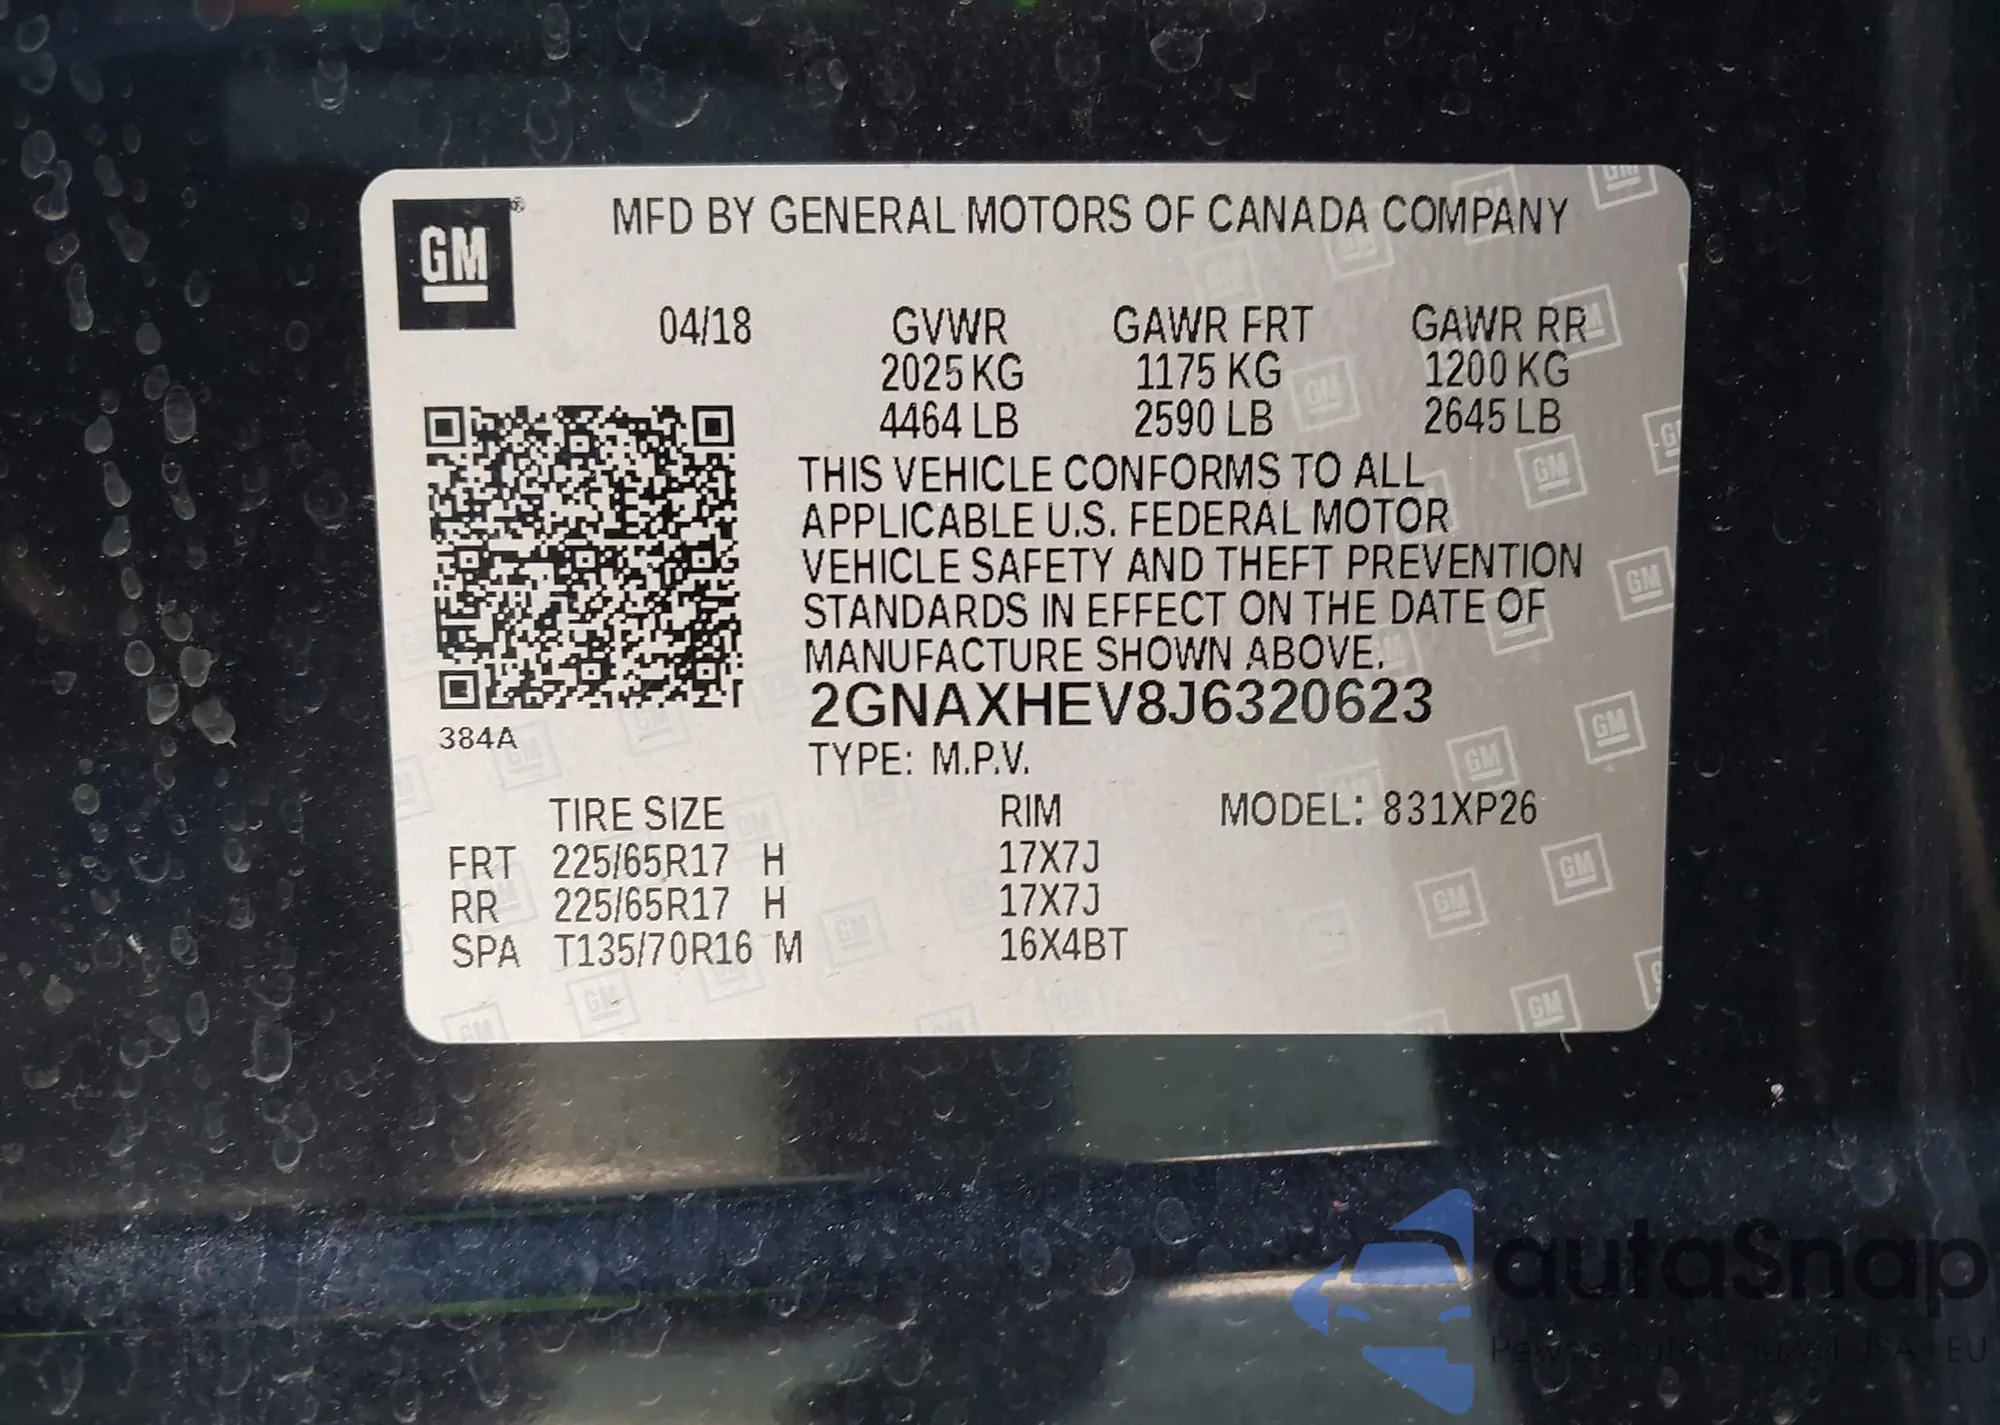 GM ®
MFD BY GENERAL MOTORS OF CANADA COMPANY
04/18 GVWR GAWR FRT GAWR RR
2025 KG 1175 KG 1200 KG
4464 LB 2590 LB 2645 LB
THIS VEHICLE CONFORMS TO ALL
APPLICABLE U.S. FEDERAL MOTOR
VEHICLE SAFETY AND THEFT PREVENTION
STANDARDS IN EFFECT ON THE DATE OF
MANUFACTURE SHOWN ABOVE.
2GNAXHEV8J6320623
384A
TYPE: M.P.V.
TIRE SIZE RIM MODEL: 831XP26
FRT 225/65R17 H 17X7J
RR 225/65R17 H 17X7J
SPA T135/70R16 M 16X4BT
autaSnap